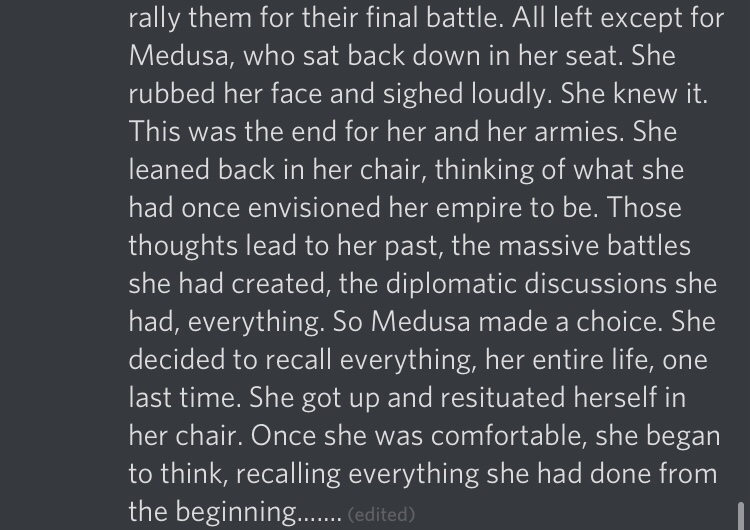 rally them for their final battle. All left except for
Medusa, who sat back down in her seat. She
rubbed her face and sighed loudly. She knew it.
This was the end for her and her armies. She
leaned back in her chair, thinking of what she
had once envisioned her empire to be. Those
thoughts lead to her past, the massive battles
she had created, the diplomatic discussions she
had, everything. So Medusa made a choice. She
decided to recall everything, her entire life, one
last time. She got up and resituated herself in
her chair. Once she was comfortable, she began
to think, recalling everything she had done from
the beginning....... (edited)